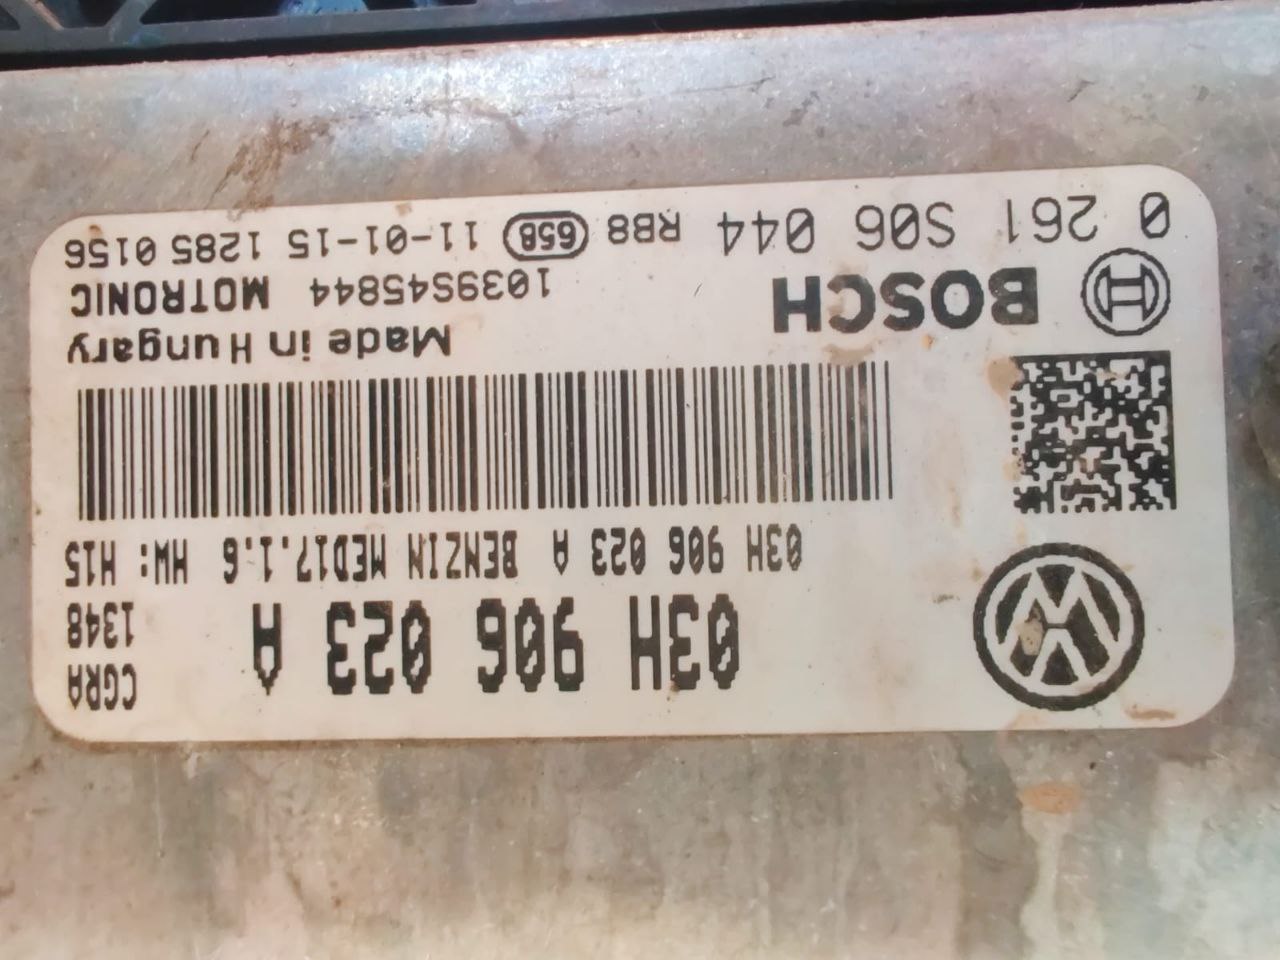 CGRA
1348
03H 906 023 A
03H 906 023 A BENZIN MED17.1.6 HW: H15
Made in Hungary
BOSCH
1039S45844 MOTRONIC
0 261 S06 044 RB8 658 11-01-15 1285 0156